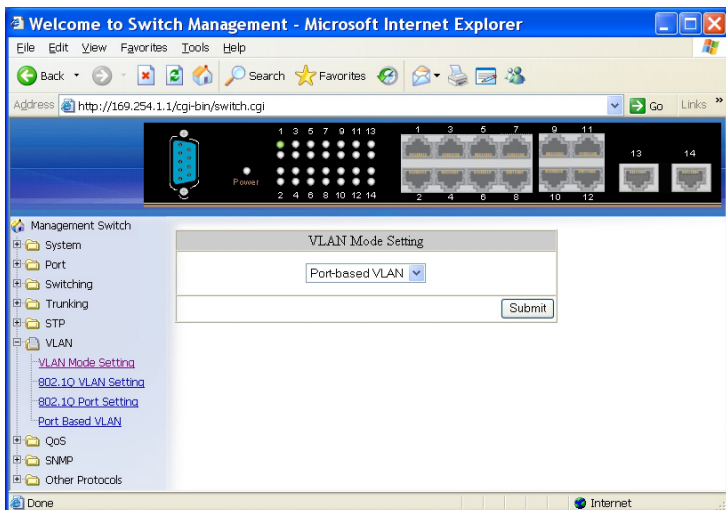 Welcome to Switch Management - Microsoft Internet Explorer
File Edit View Favorites Tools Help
Back Search Favorites
Address http://169.254.1.1/cgi-bin/switch.cgi Go Links »
1 3 5 7 9 11 13
1 3 5 7 9 11
13 14
Power
2 4 6 8 10 12 14
2 4 6 8 10 12
Management Switch
System
Port
Switching
Trunking
STP
VLAN
VLAN Mode Setting
802.1Q VLAN Setting
802.1Q Port Setting
Port Based VLAN
QoS
SNMP
Other Protocols
VLAN Mode Setting
Port-based VLAN
Submit
Done Internet